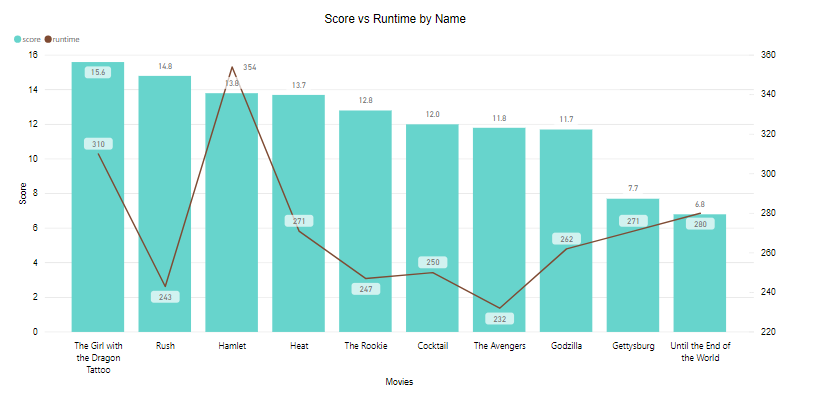 Score vs Runtime by Name
score runtime
16
14
12
10
8
6
4
2
0
Score
360
340
320
300
280
260
240
220
15.6
14.8
13.8
13.7
12.8
12.0
11.8
11.7
7.7
6.8
310
243
354
271
247
250
232
262
271
280
The Girl with
the Dragon
Tattoo
Rush
Hamlet
Heat
The Rookie
Cocktail
The Avengers
Godzilla
Gettysburg
Until the End of
the World
Movies